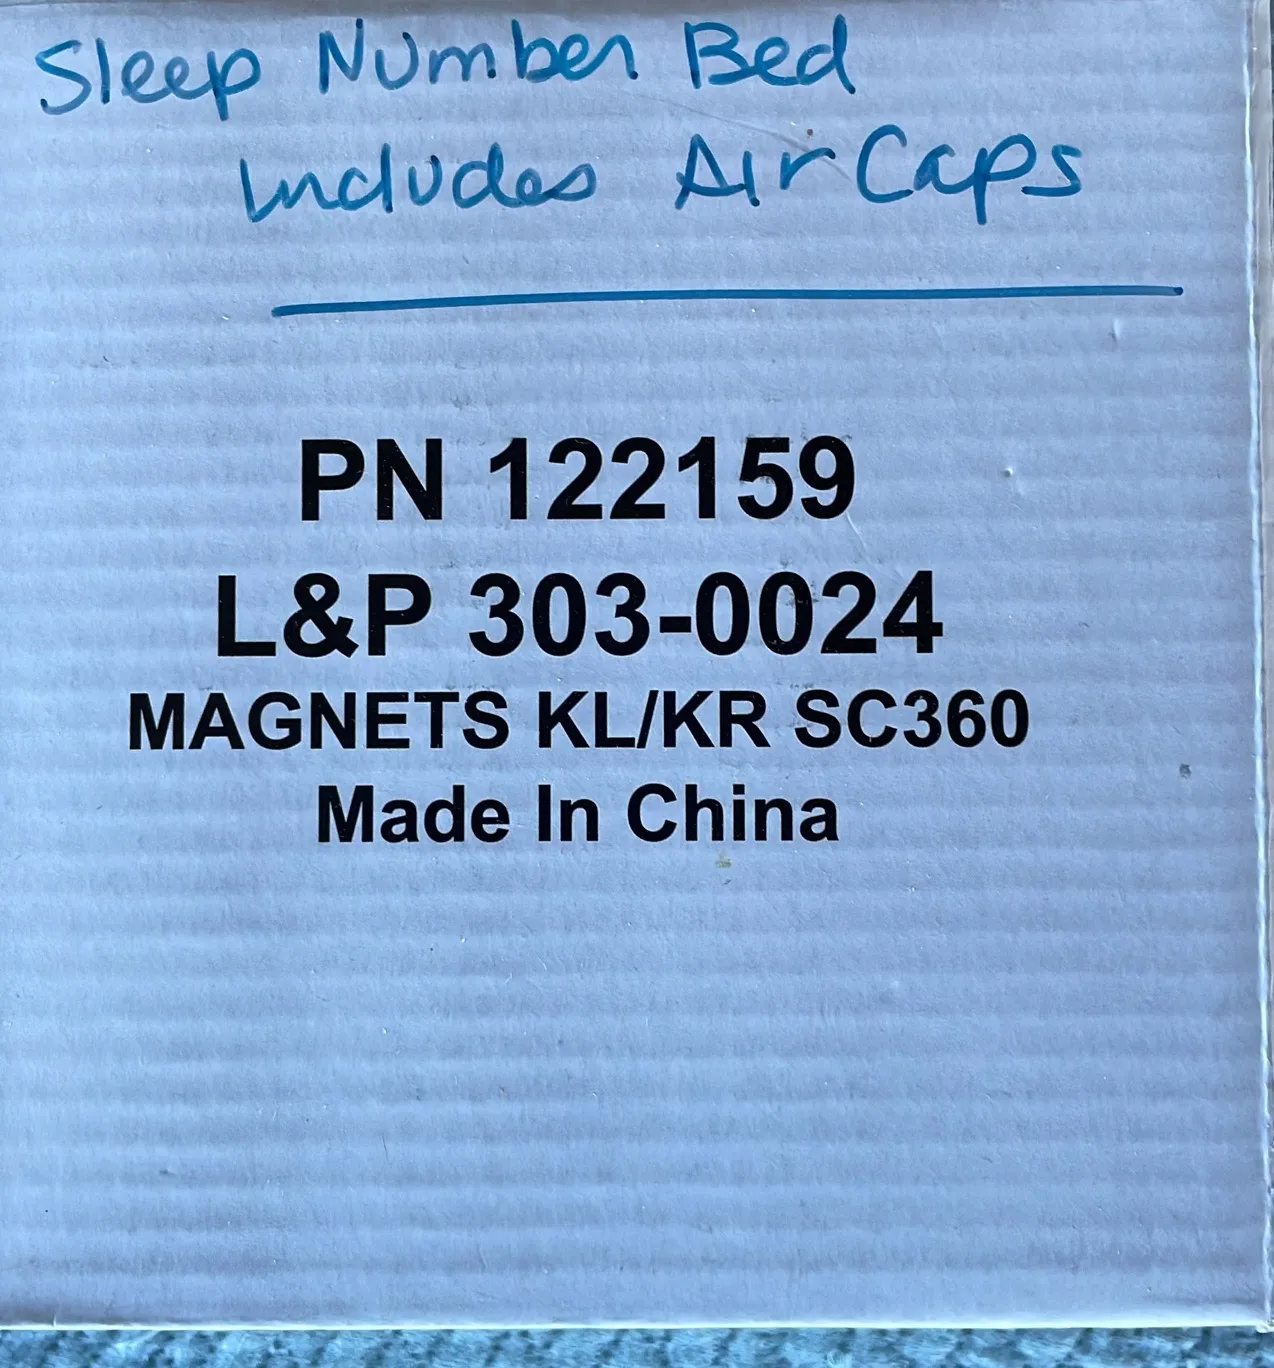 Sleep Number Bed
Includes Air Caps
PN 122159
L&P 303-0024
MAGNETS KL/KR SC360
Made In China